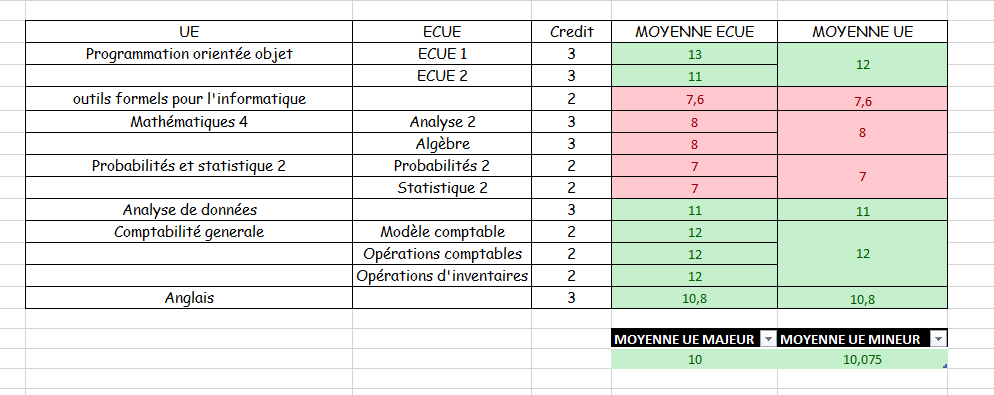 UE ECUE Credit MOYENNE ECUE MOYENNE UE
Programmation orientée objet ECUE 1 3 13 12
ECUE 2 3 11
outils formels pour l'informatique 2 7,6 7,6
Mathématiques 4 Analyse 2 3 8 8
Algèbre 3 8
Probabilités et statistique 2 Probabilités 2 2 7 7
Statistique 2 2 7
Analyse de données 3 11 11
Comptabilité generale Modèle comptable 2 12 12
Opérations comptables 2 12
Opérations d'inventaires 2 12
Anglais 3 10,8 10,8
MOYENNE UE MAJEUR MOYENNE UE MINEUR
10 10,075